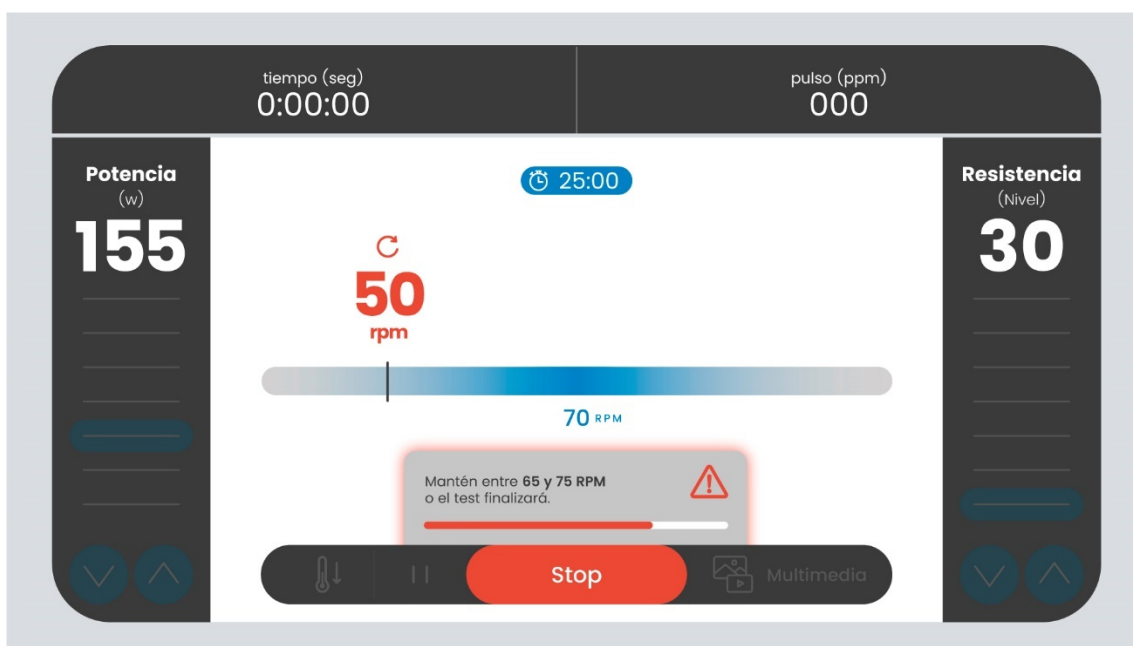 tiempo (seg)
0:00:00
pulso (ppm)
000
Potencia
(w)
155
25:00
50
rpm
70 RPM
Mantén entre 65 y 75 RPM
o el test finalizará.
Resistencia
(Nivel)
30
Stop
Multimedia